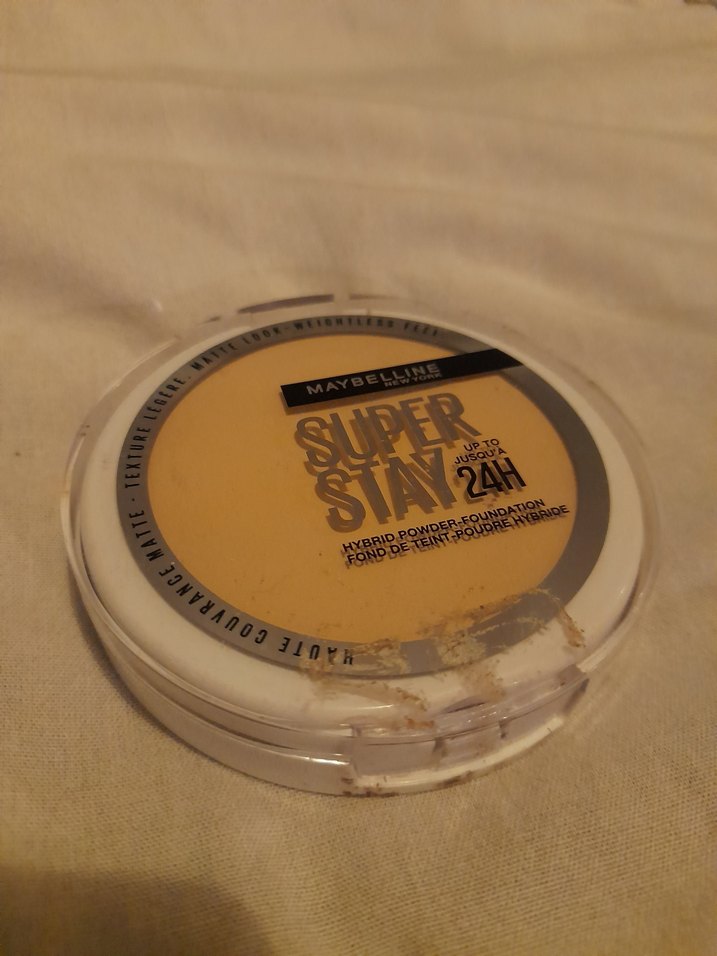 MATTE LOOK-WEIGHTLESS FEEL
HAUTE COUVRANCE MATTE - TEXTURE LÉGÈRE.
MAYBELLINE
NEW YORK
SUPER
STAY
UP TO
JUSQU'À
24H
HYBRID POWDER-FOUNDATION
FOND DE TEINT-POUDRE HYBRIDE